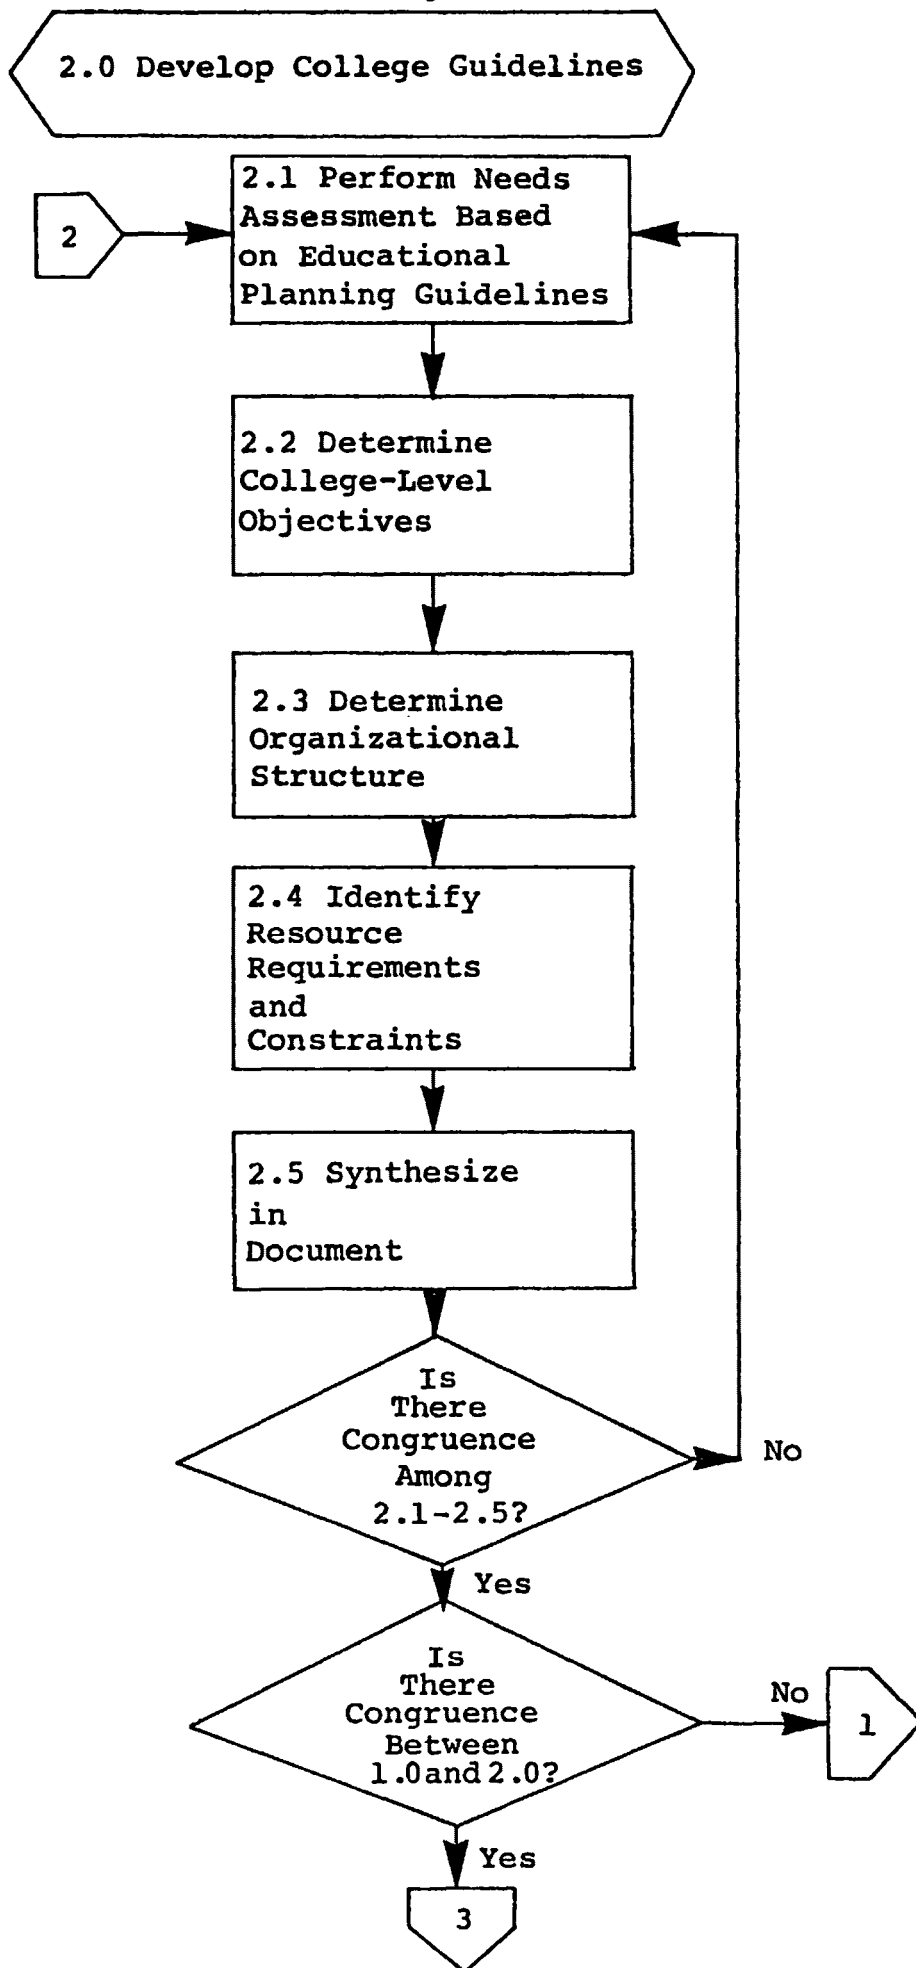 2.0 Develop College Guidelines
2.1 Perform Needs
Assessment Based
on Educational
Planning Guidelines
2
2.2 Determine
College-Level
Objectives
2.3 Determine
Organizational
Structure
2.4 Identify
Resource
Requirements
and
Constraints
2.5 Synthesize
in
Document
Is
There
Congruence
Among
2.1-2.5?
No
Yes
Is
There
Congruence
Between
1.0 and 2.0?
No
1
Yes
3